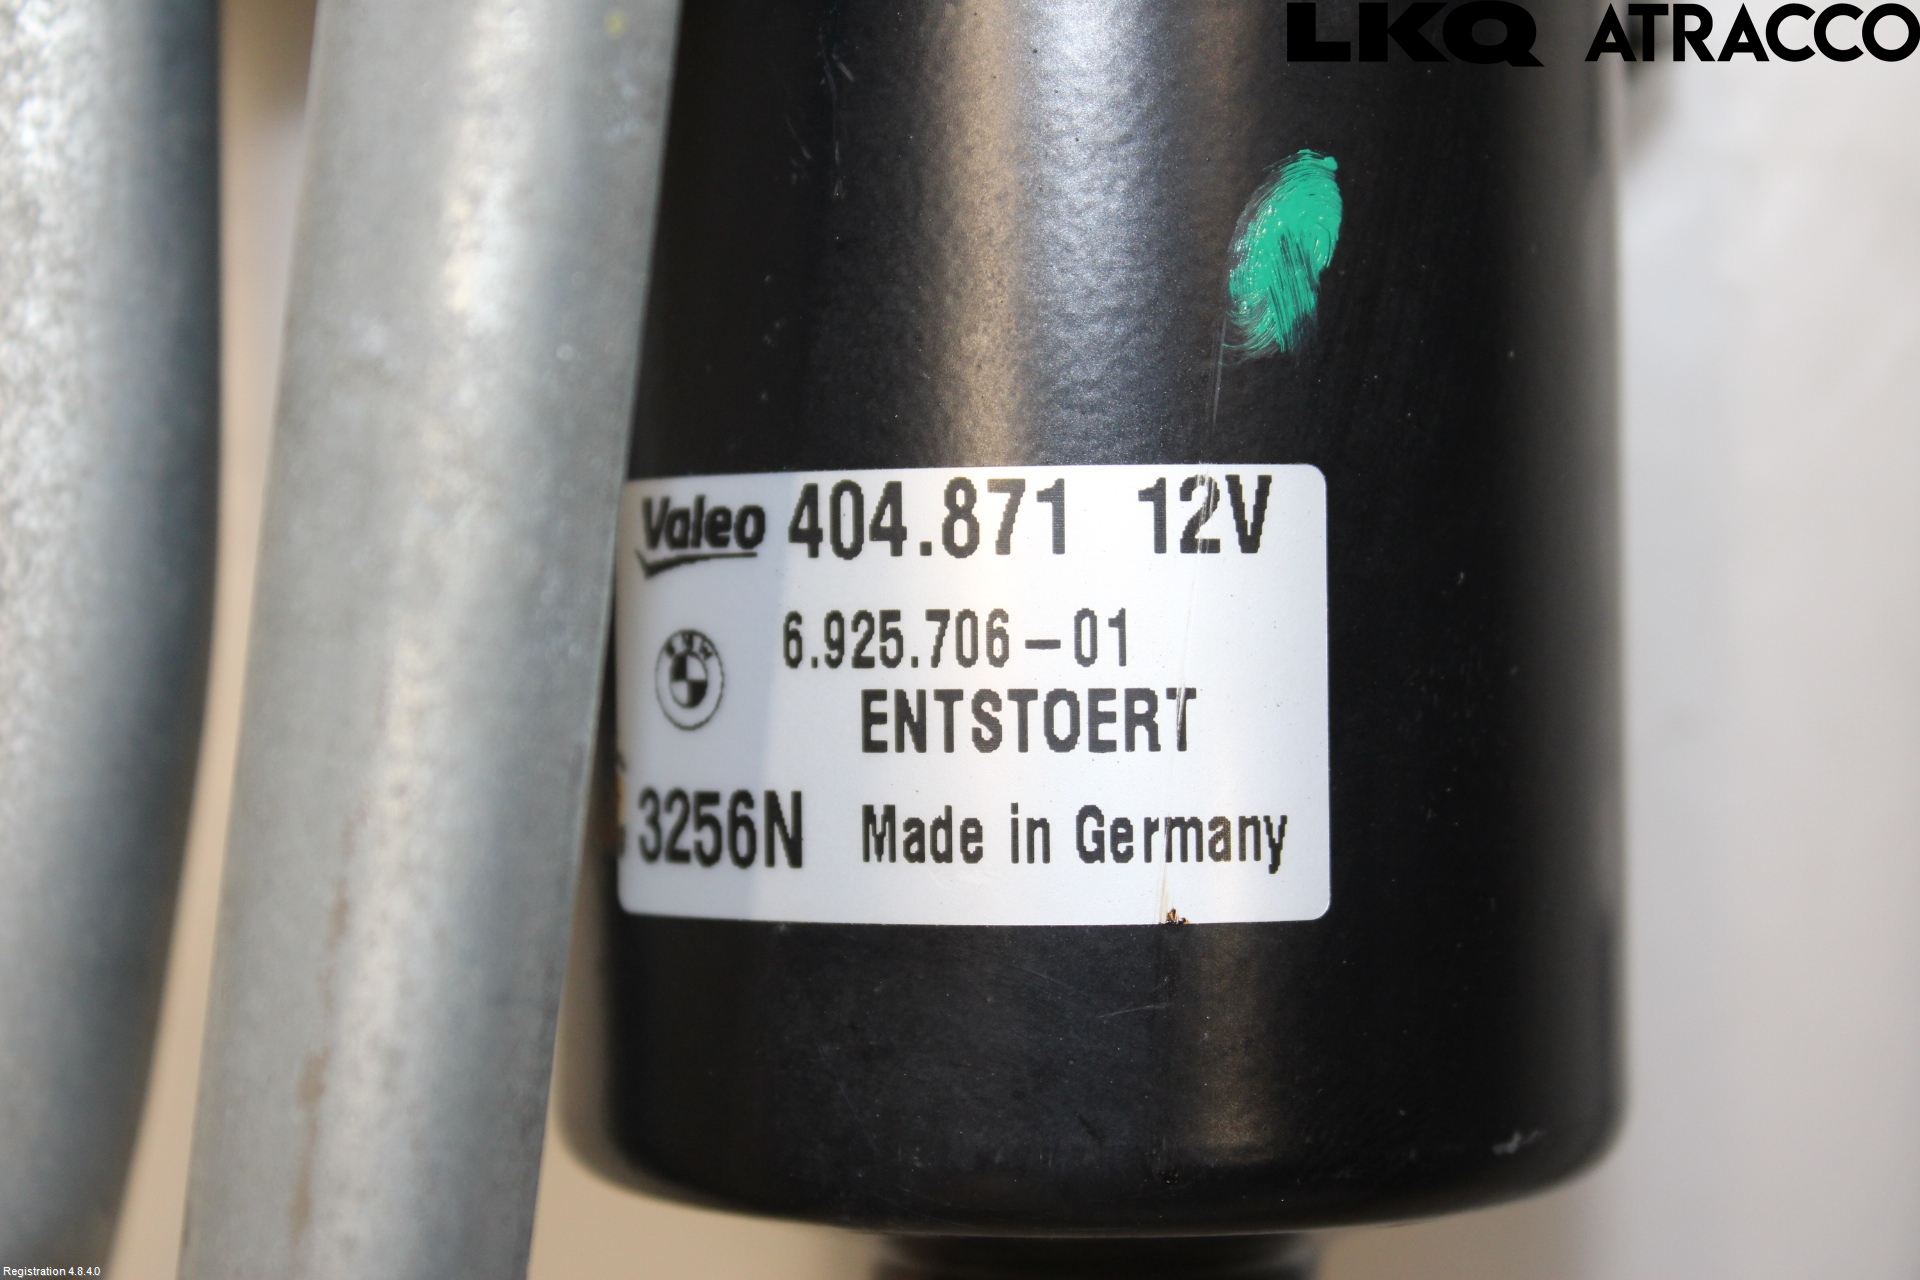 LKQ ATRACCO
Valeo 404.871 12V
6.925.706-01
BMW
ENTSTOERT
3256N Made in Germany
Registration 4.8.4.0